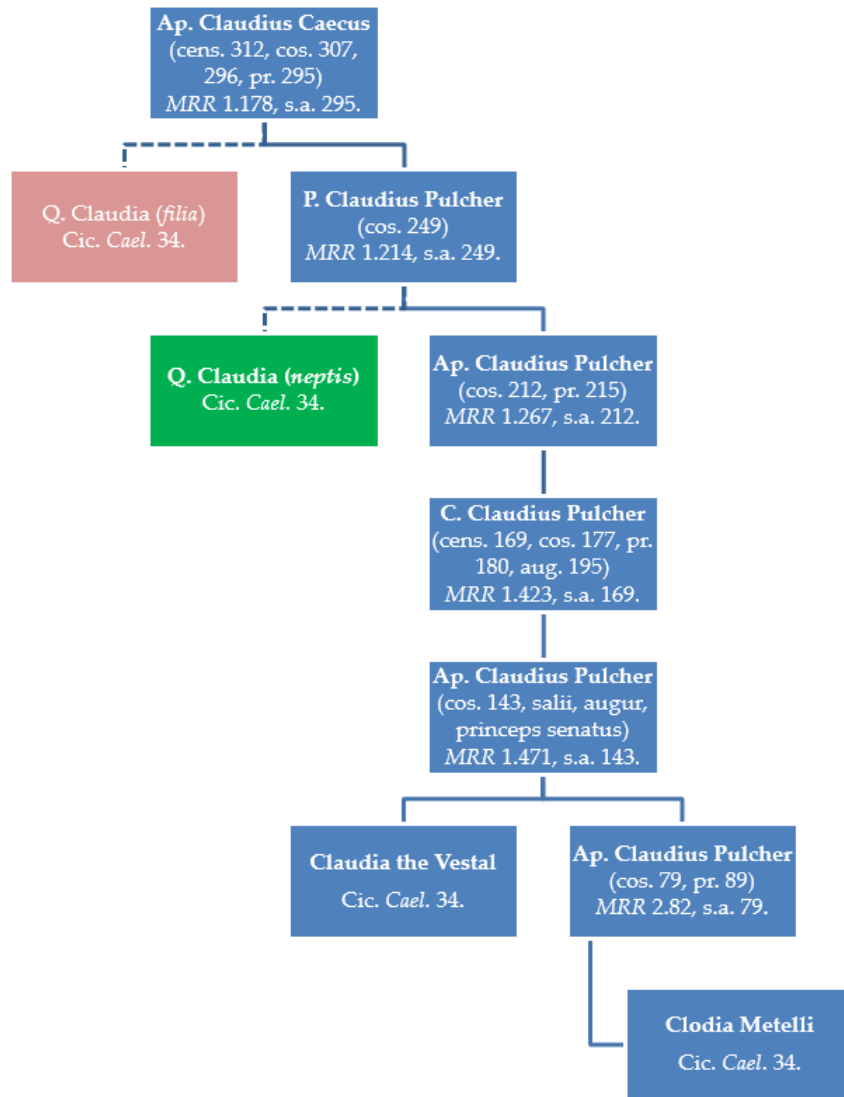 Ap. Claudius Caecus
(cens. 312, cos. 307,
296, pr. 295)
MRR 1.178, s.a. 295.
Q. Claudia (filia)
Cic. Cael. 34.
P. Claudius Pulcher
(cos. 249)
MRR 1.214, s.a. 249.
Q. Claudia (neptis)
Cic. Cael. 34.
Ap. Claudius Pulcher
(cos. 212, pr. 215)
MRR 1.267, s.a. 212.
C. Claudius Pulcher
(cens. 169, cos. 177, pr.
180, aug. 195)
MRR 1.423, s.a. 169.
Ap. Claudius Pulcher
(cos. 143, salii, augur,
princeps senatus)
MRR 1.471, s.a. 143.
Claudia the Vestal
Cic. Cael. 34.
Ap. Claudius Pulcher
(cos. 79, pr. 89)
MRR 2.82, s.a. 79.
Clodia Metelli
Cic. Cael. 34.